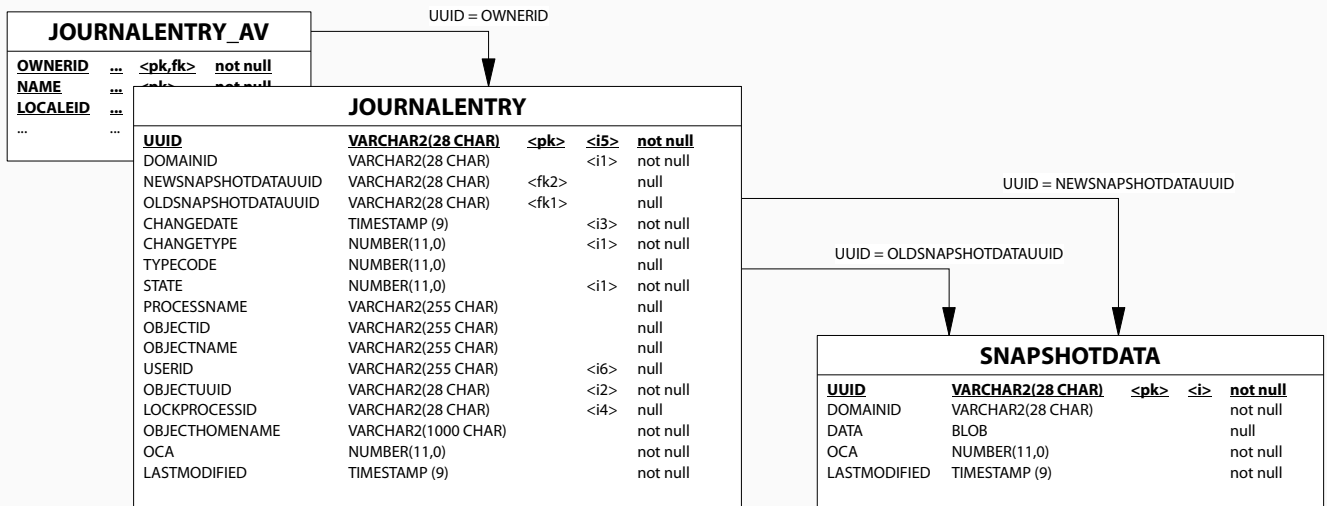 UUID = OWNERID
JOURNALENTRY_AV
OWNERID ... <pk,fk> not null
NAME ... <pk> not null
LOCALEID ...
... ...
JOURNALENTRY
UUID VARCHAR2(28 CHAR) <pk> <i5> not null
DOMAINID VARCHAR2(28 CHAR) <i1> not null
NEWSNAPSHOTDATAUUID VARCHAR2(28 CHAR) <fk2> null
OLDSNAPSHOTDATAUUID VARCHAR2(28 CHAR) <fk1> null
CHANGEDATE TIMESTAMP (9) <i3> not null
CHANGETYPE NUMBER(11,0) <i1> not null
TYPECODE NUMBER(11,0) null
STATE NUMBER(11,0) <i1> not null
PROCESSNAME VARCHAR2(255 CHAR) null
OBJECTID VARCHAR2(255 CHAR) null
OBJECTNAME VARCHAR2(255 CHAR) null
USERID VARCHAR2(255 CHAR) <i6> null
OBJECTUUID VARCHAR2(28 CHAR) <i2> not null
LOCKPROCESSID VARCHAR2(28 CHAR) <i4> null
OBJECTHOMENAME VARCHAR2(1000 CHAR) not null
OCA NUMBER(11,0) not null
LASTMODIFIED TIMESTAMP (9) not null
UUID = NEWSNAPSHOTDATAUUID
UUID = OLDSNAPSHOTDATAUUID
SNAPSHOTDATA
UUID VARCHAR2(28 CHAR) <pk> <i> not null
DOMAINID VARCHAR2(28 CHAR) not null
DATA BLOB null
OCA NUMBER(11,0) not null
LASTMODIFIED TIMESTAMP (9) not null